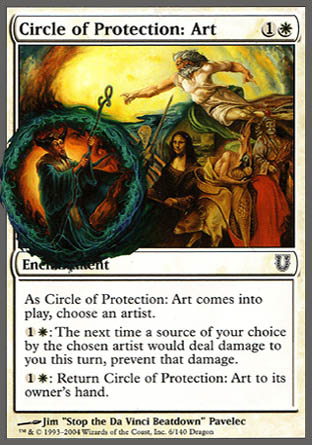 Circle of Protection: Art 1
Enchantment
As Circle of Protection: Art comes into
play, choose an artist.
1 : The next time a source of your choice
by the chosen artist would deal damage to
you this turn, prevent that damage.
1 : Return Circle of Protection: Art to its
owner's hand.
Jim "Stop the Da Vinci Beatdown" Pavelec
™ & © 1993–2004 Wizards of the Coast, Inc. 6/140 Dragon